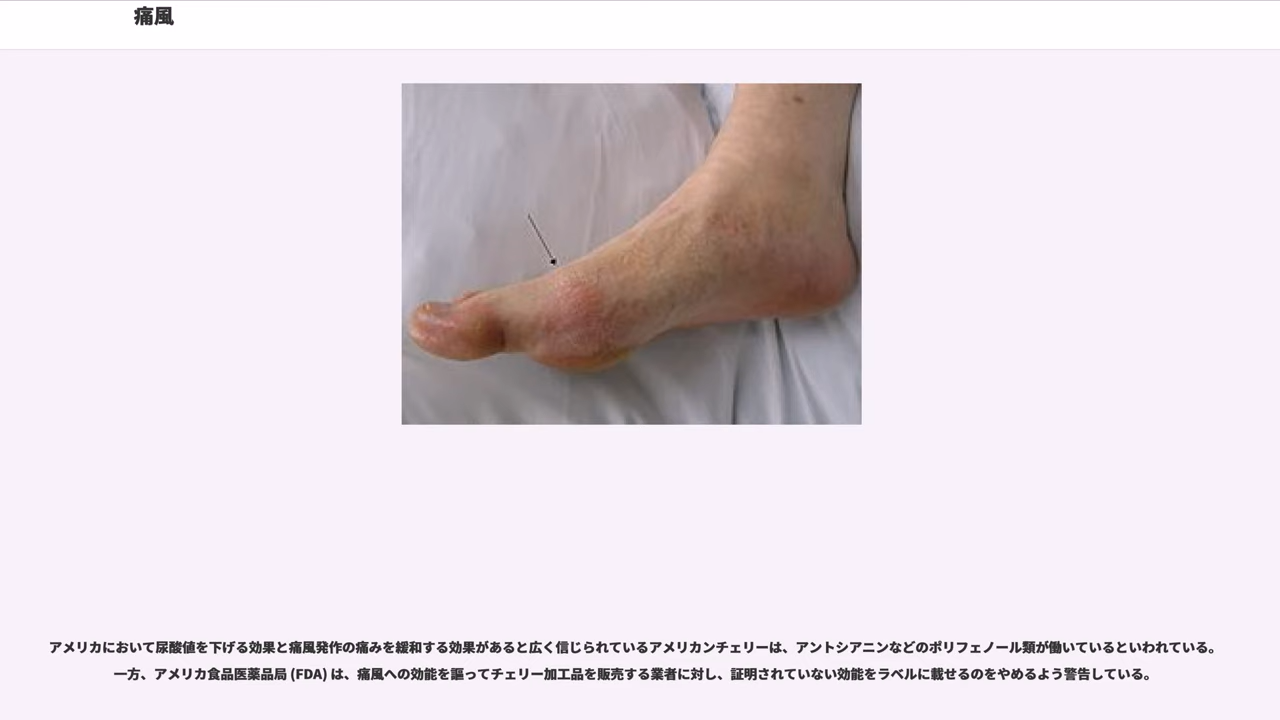 痛風
アメリカにおいて尿酸値を下げる効果と痛風発作の痛みを緩和する効果があると広く信じられているアメリカンチェリーは、アントシアニンなどのポリフェノール類が働いているといわれている。
一方、アメリカ食品医薬品局 (FDA) は、痛風への効能を謳ってチェリー加工品を販売する業者に対し、証明されていない効能をラベルに載せるのをやめるよう警告している。